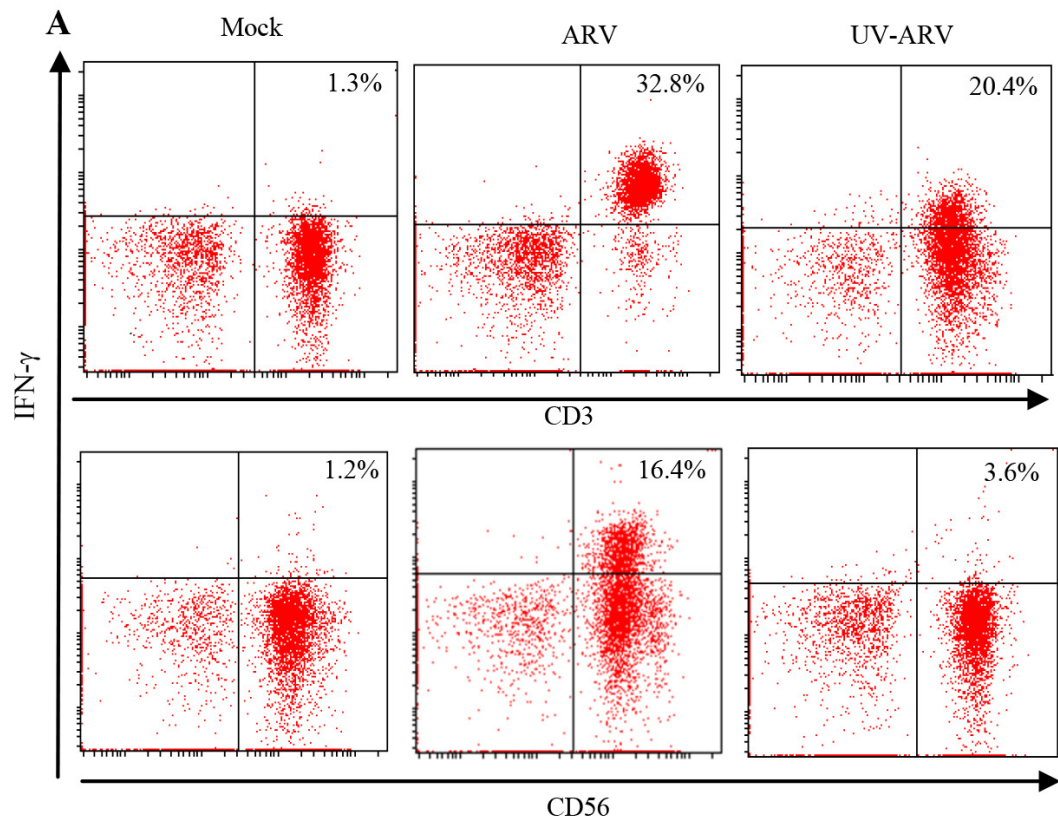 A
Mock
ARV
UV-ARV
1.3%
32.8%
20.4%
IFN-γ
CD3
1.2%
16.4%
3.6%
CD56